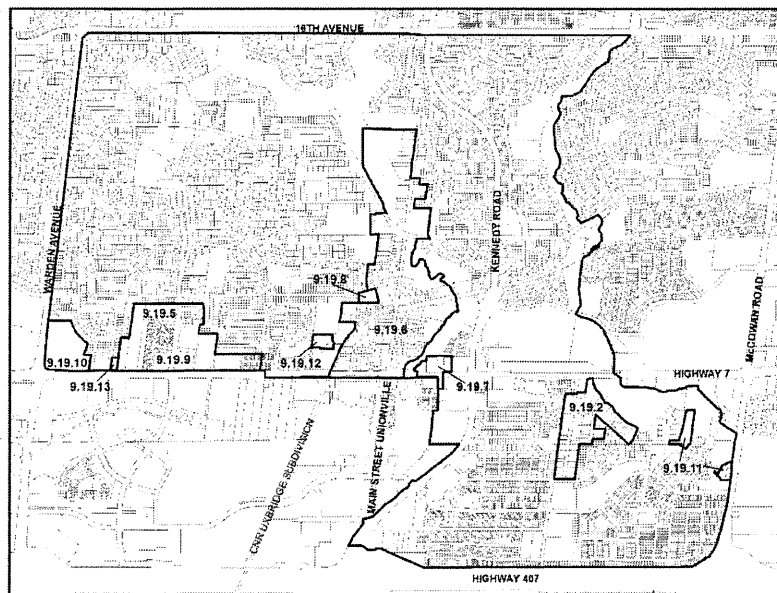 16TH AVENUE
WARDEN AVENUE
KENNEDY ROAD
McCOWAN ROAD
9.19.8
9.19.5
9.19.6
9.19.10
9.19.9
9.19.12
9.19.7
9.19.13
HIGHWAY 7
9.19.2
MAIN STREET UNIONVILLE
CNR UXBRIDGE SUBDIVISION
9.19.11
HIGHWAY 407